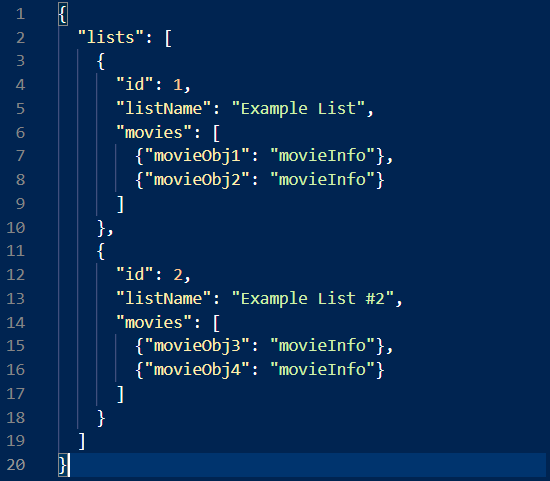 1 {
2   "lists": [
3     {
4       "id": 1,
5       "listName": "Example List",
6       "movies": [
7         {"movieObj1": "movieInfo"},
8         {"movieObj2": "movieInfo"}
9       ]
10     },
11     {
12       "id": 2,
13       "listName": "Example List #2",
14       "movies": [
15         {"movieObj3": "movieInfo"},
16         {"movieObj4": "movieInfo"}
17       ]
18     }
19   ]
20 }